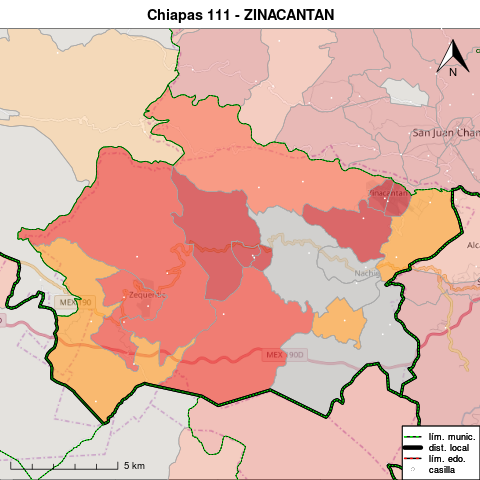 Chiapas 111 - ZINACANTAN
N
San Juan Cham
Zinacantán
Alc
Nachig
Zequentic
MEX 190
MEX 190D
5 km
lím. munic.
dist. local
lím. edo.
casilla